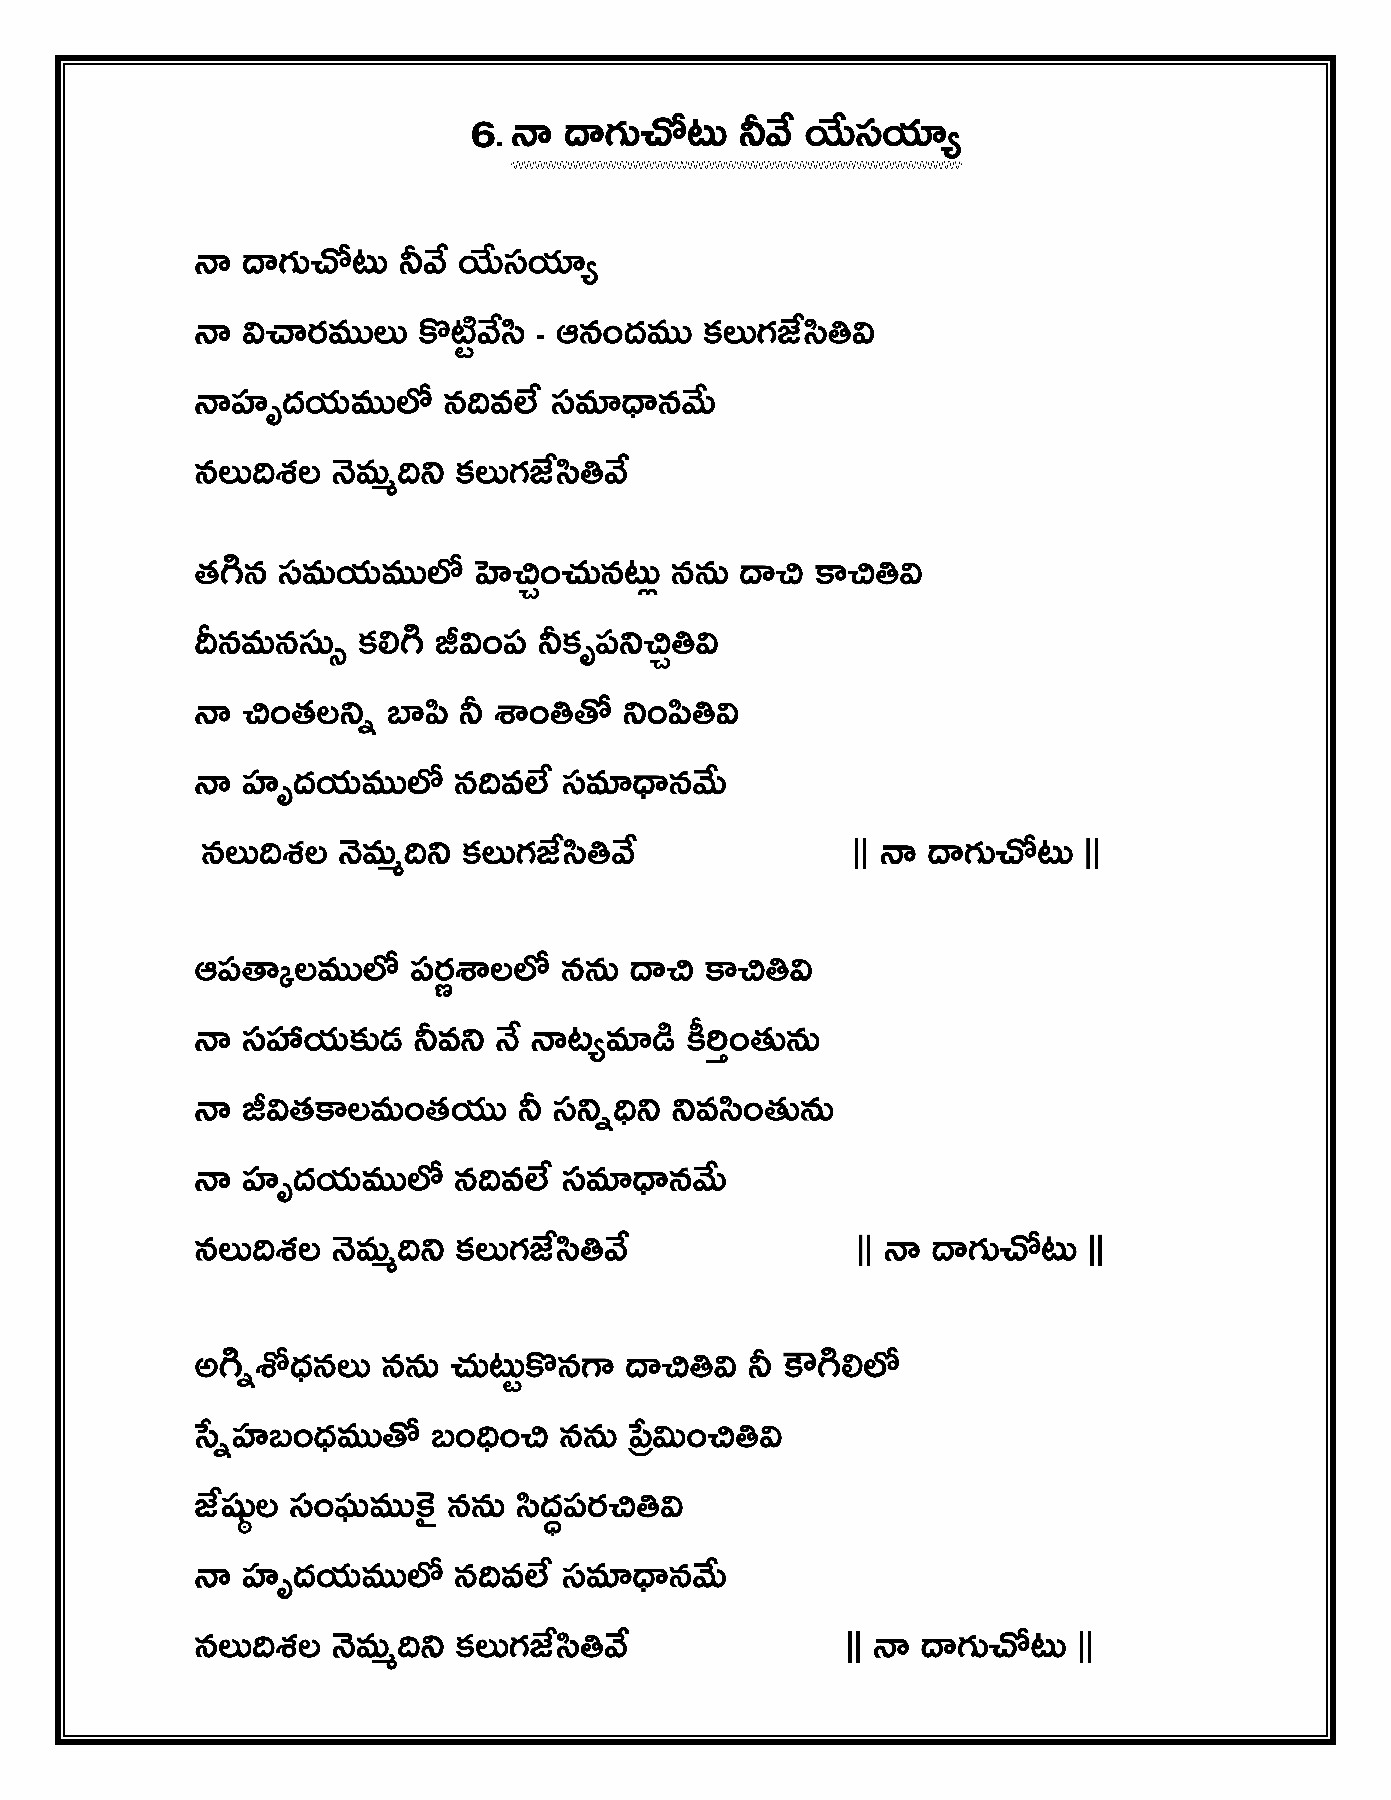 6. నా దాగుచోటు నీవే యేసయ్యా
నా దాగుచోటు నీవే యేసయ్యా
నా విచారములు కొట్టివేసి - ఆనందము కలుగజేసితివి
నాహృదయములో నదివలే సమాధానమే
నలుదిశల నెమ్మదిని కలుగజేసితివే
తగిన సమయములో హెచ్చించునట్లు నను దాచి కాచితివి
దీనమనస్సు కలిగి జీవింప నీకృపనిచ్చితివి
నా చింతలన్ని బాపి నీ శాంతితో నింపితివి
నా హృదయములో నదివలే సమాధానమే
నలుదిశల నెమ్మదిని కలుగజేసితివే || నా దాగుచోటు ||
ఆపత్కాలములో పర్ణశాలలో నను దాచి కాచితివి
నా సహాయకుడ నీవని నే నాట్యమాడి కీర్తింతును
నా జీవితకాలమంతయు నీ సన్నిధిని నివసింతును
నా హృదయములో నదివలే సమాధానమే
నలుదిశల నెమ్మదిని కలుగజేసితివే || నా దాగుచోటు ||
అగ్నిశోధనలు నను చుట్టుకొనగా దాచితివి నీ కౌగిలిలో
స్నేహబంధముతో బంధించి నను ప్రేమించితివి
జేష్ఠుల సంఘముకై నను సిద్ధపరచితివి
నా హృదయములో నదివలే సమాధానమే
నలుదిశల నెమ్మదిని కలుగజేసితివే || నా దాగుచోటు ||